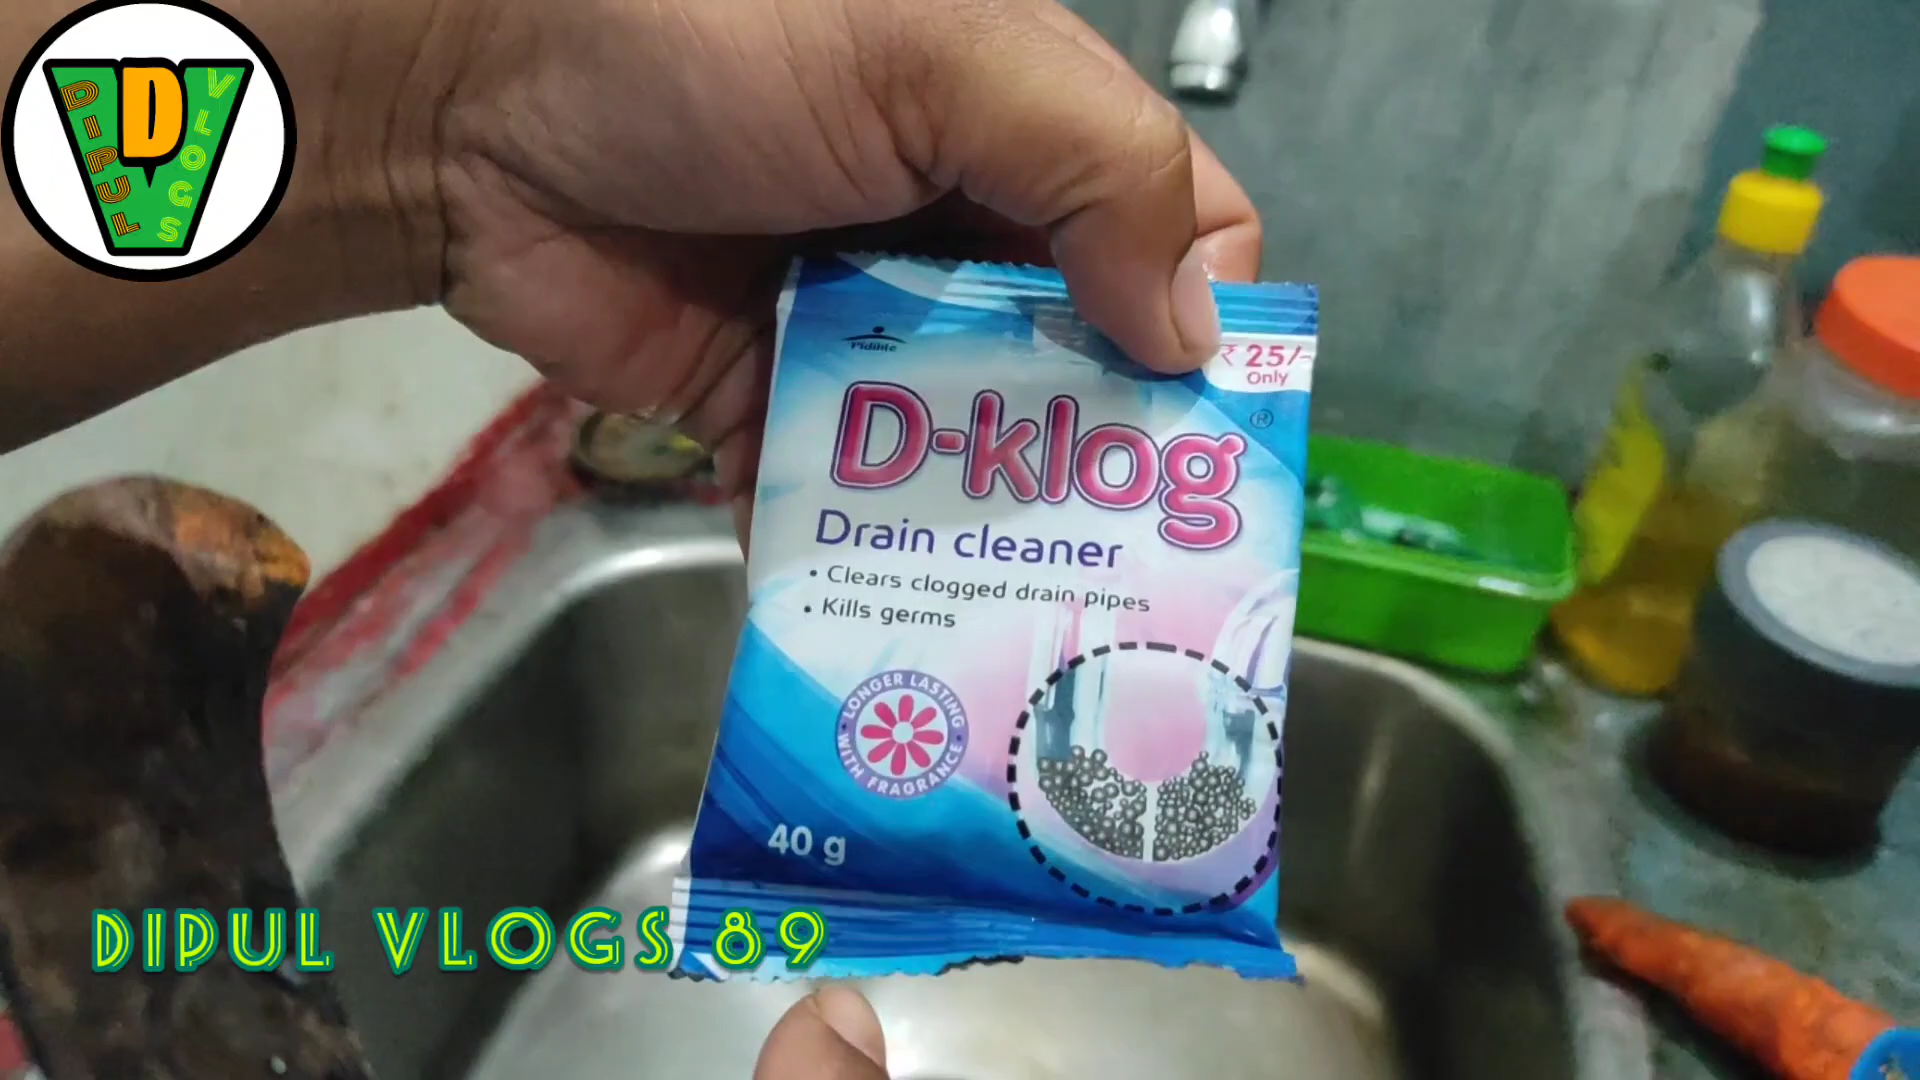 DIPUL
D
VLOGS
Pidilite
₹ 25/-
Only
D-klog ®
Drain cleaner
• Clears clogged drain pipes
• Kills germs
LONGER LASTING
• WITH FRAGRANCE •
40 g
DIPUL VLOGS 89